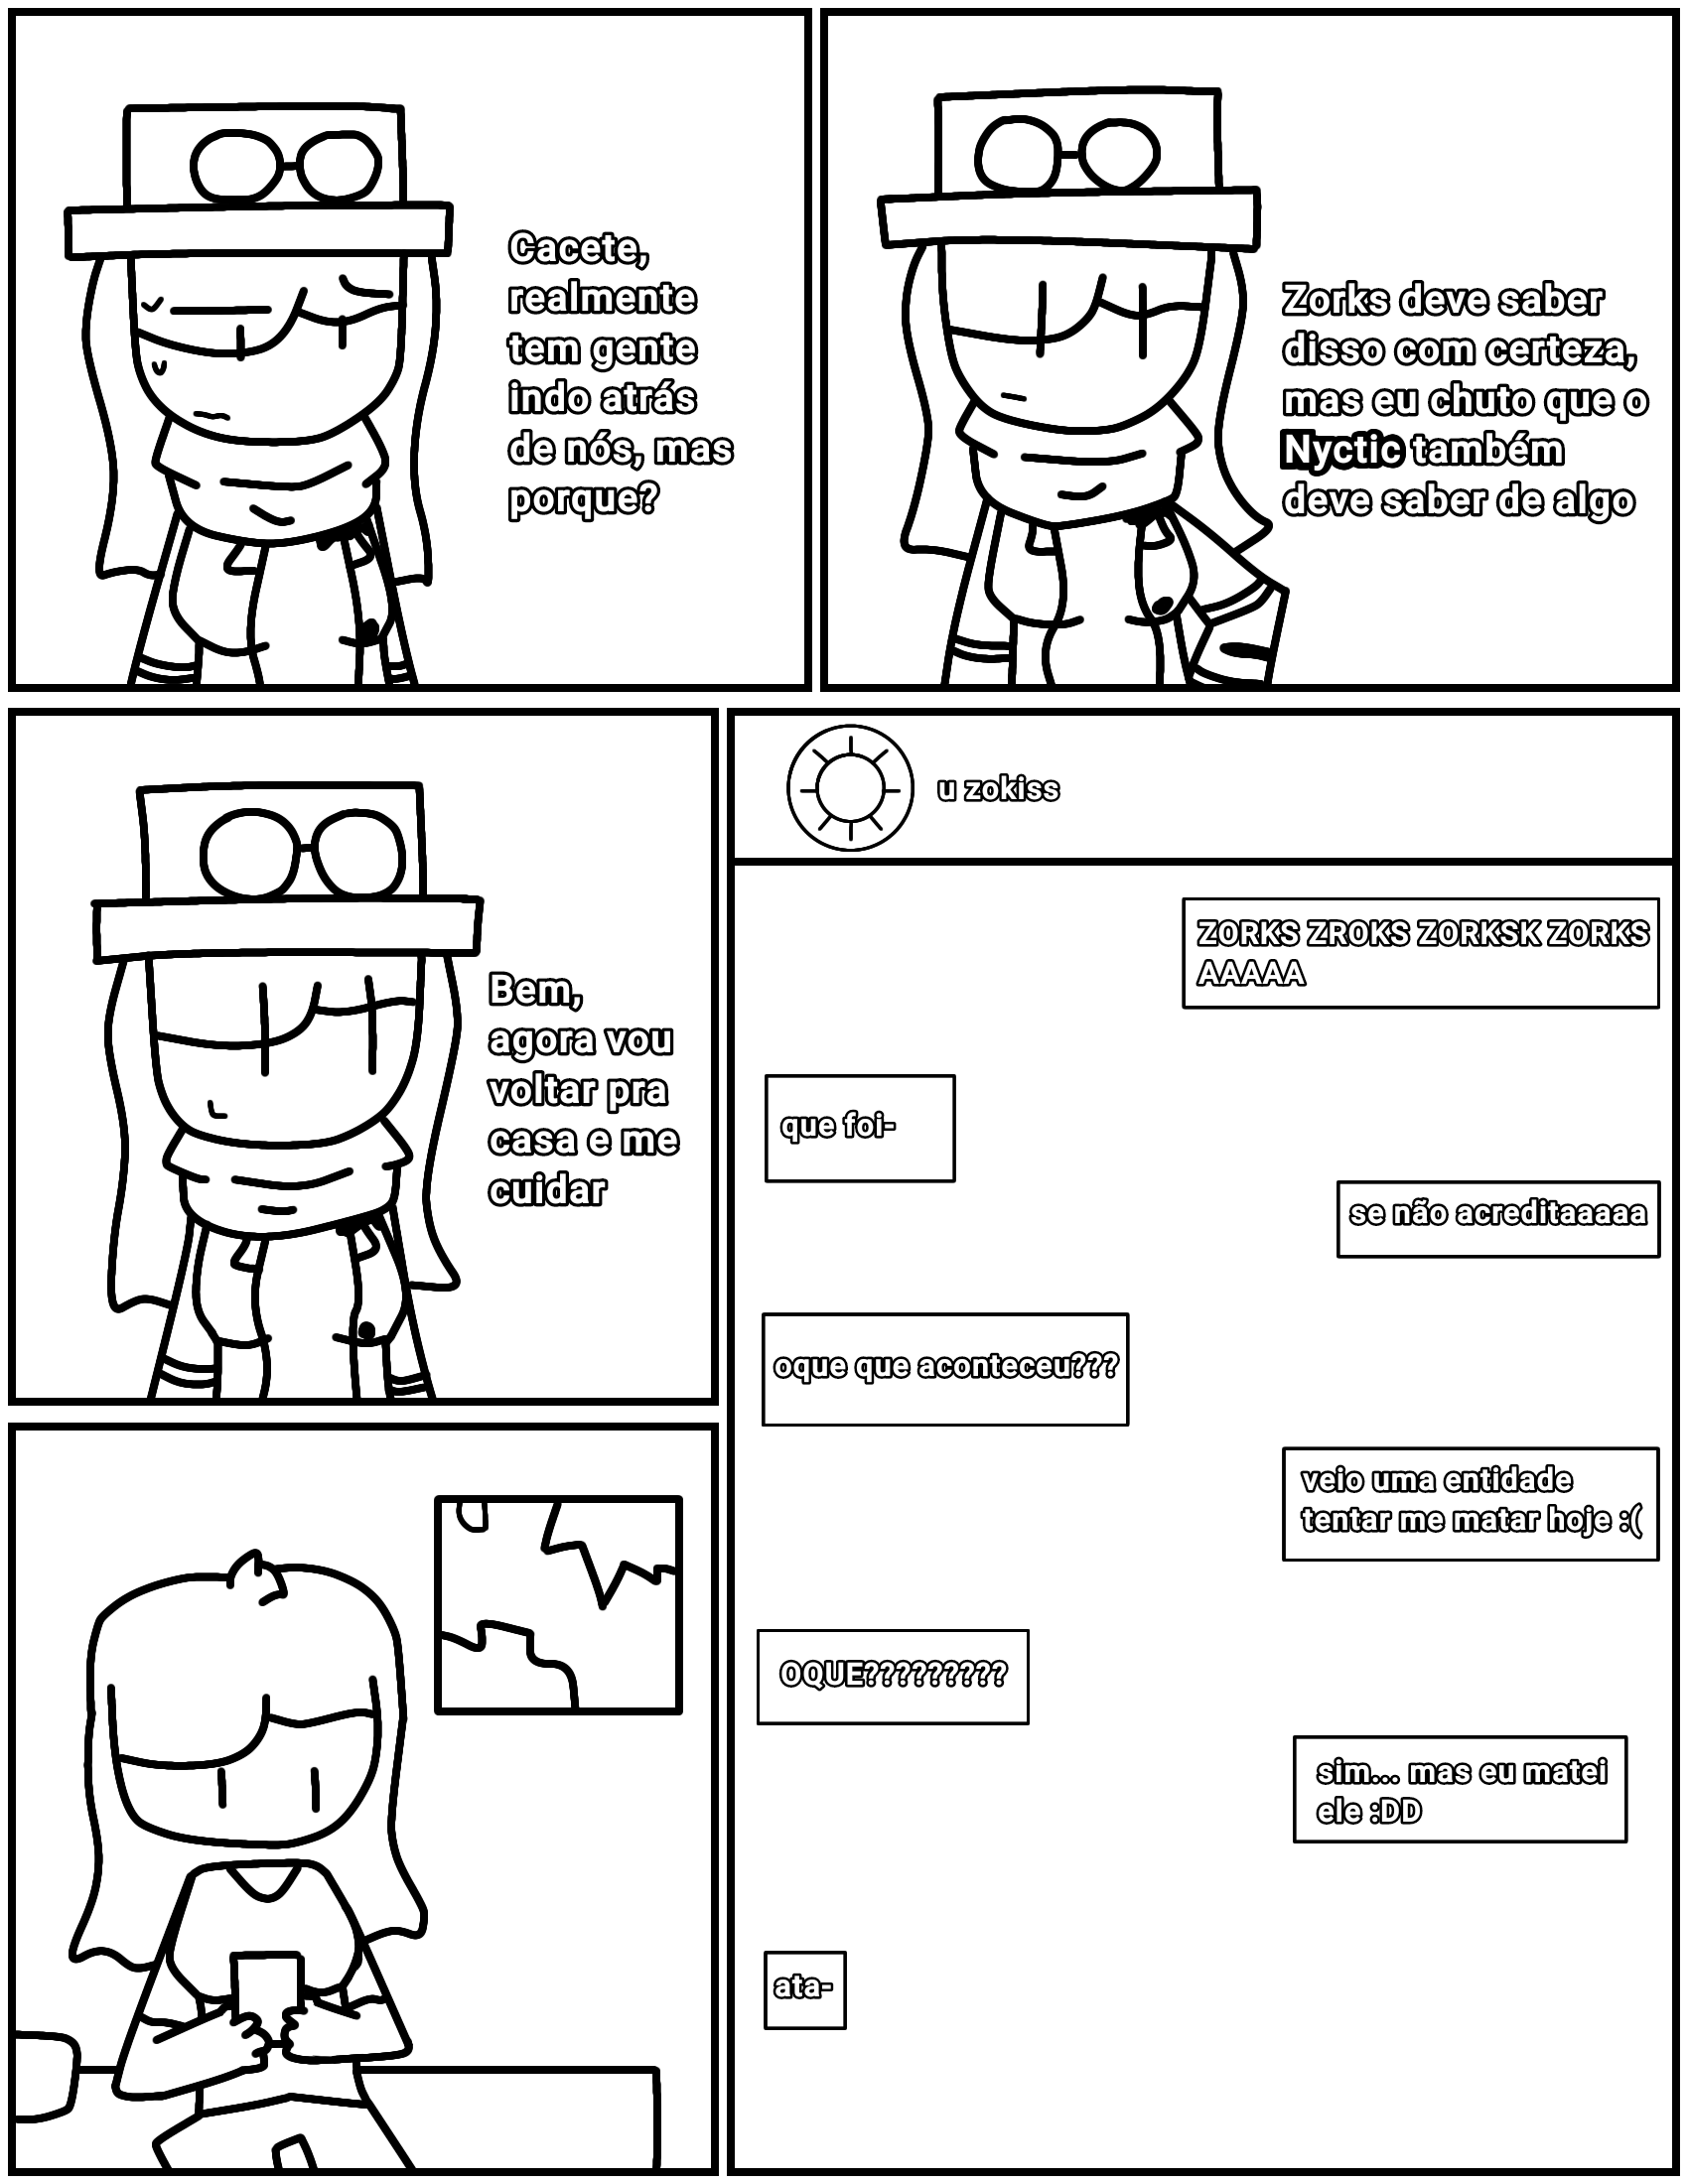 Cacete,
realmente
tem gente
indo atrás
de nós, mas
porque?
Zorks deve saber
disso com certeza,
mas eu chuto que o
Nyctic também
deve saber de algo
Bem,
agora vou
voltar pra
casa e me
cuidar
u zokiss
ZORKS ZROKS ZORKSK ZORKS
AAAAA
que foi-
se não acreditaaaaa
oque que aconteceu???
veio uma entidade
tentar me matar hoje :(
OQUE?????????
sim... mas eu matei
ele :DD
ata-